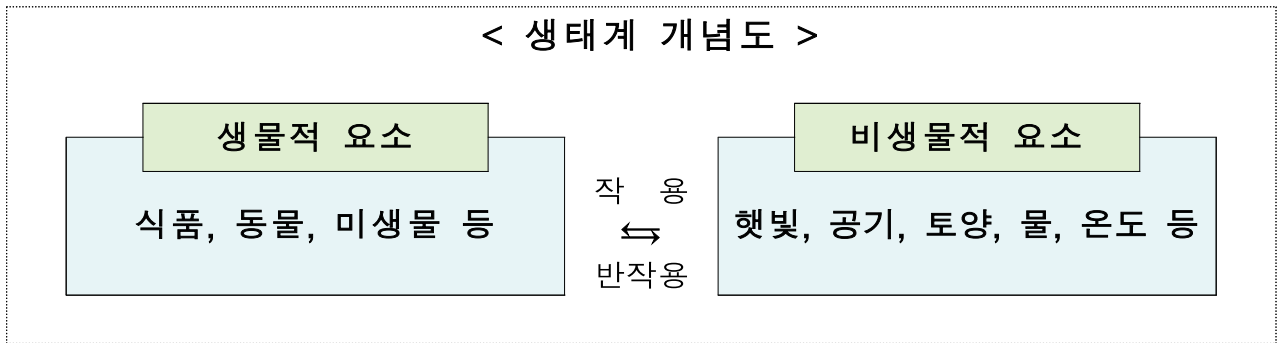 < 생태계 개념도 >
생물적 요소
식품, 동물, 미생물 등
작 용
⇆
반작용
비생물적 요소
햇빛, 공기, 토양, 물, 온도 등